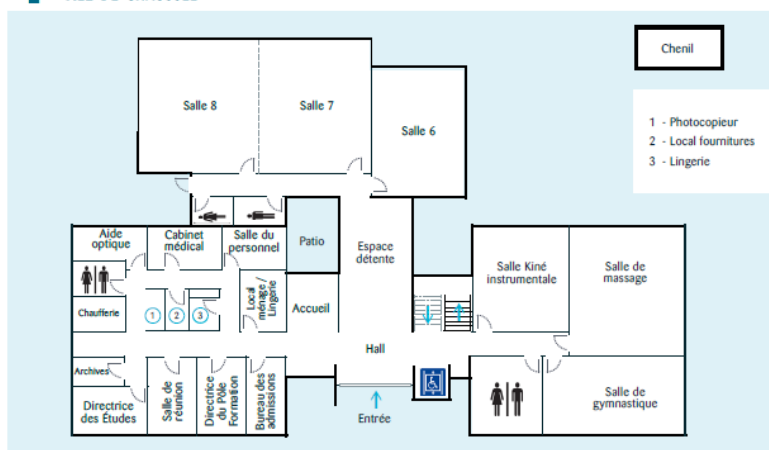 Chenil
1 - Photocopieur
2 - Local fournitures
3 - Lingerie
Salle 8
Salle 7
Salle 6
Aide
optique
Cabinet
médical
Salle du
personnel
Patio
Espace
détente
Salle Kiné
instrumentale
Salle de
massage
Chaufferie
1
2
3
Local
ménage /
Lingerie
Accueil
Hall
Archives
Directrice
des Études
Salle de
réunion
Directrice
du Pôle
Formation
Bureau des
admissions
Entrée
Salle de
gymnastique